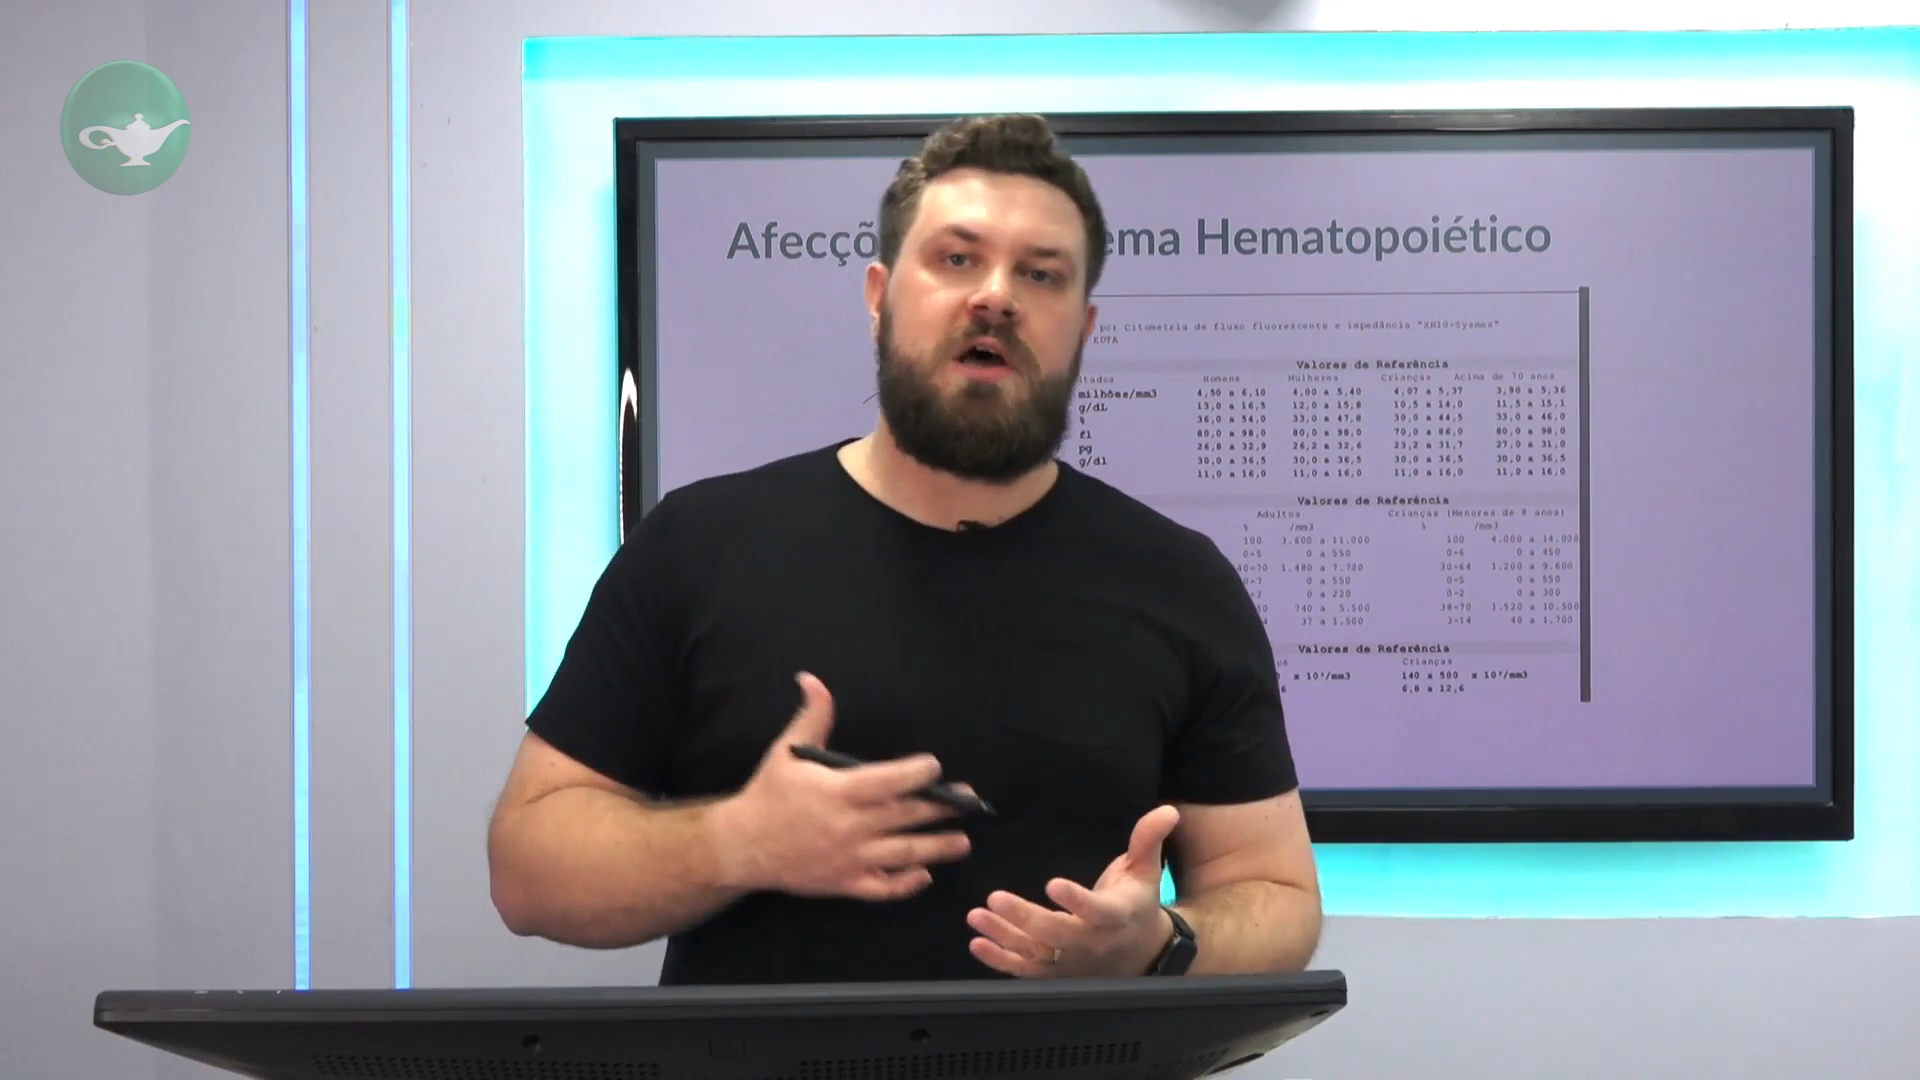 Afecçõ ema Hematopoiético
por Citometria de fluxo fluorescente e impedância "XN10-Sysmex"
EDTA
Valores de Referência
ltados Homens Mulheres Crianças Acima de 70 anos
milhões/mm3 4,50 a 6,10 4,00 a 5,40 4,07 a 5,37 3,90 a 5,36
g/dL 13,0 a 16,5 12,0 a 15,8 10,5 a 14,0 11,5 a 15,1
% 36,0 a 54,0 33,0 a 47,8 30,0 a 44,5 33,0 a 46,0
fl 80,0 a 98,0 80,0 a 98,0 70,0 a 86,0 80,0 a 98,0
pg 26,8 a 32,9 26,2 a 32,6 23,2 a 31,7 27,0 a 31,0
g/dl 30,0 a 36,5 30,0 a 36,5 30,0 a 36,5 30,0 a 36,5
11,0 a 16,0 11,0 a 16,0 11,0 a 16,0 11,0 a 16,0
Valores de Referência
Adultos Crianças (Menores de 8 anos)
% /mm3 % /mm3
100 3.600 a 11.000 100 4.000 a 14.000
0-5 0 a 550 0-6 0 a 450
40-70 1.480 a 7.700 30-64 1.200 a 9.600
0-7 0 a 550 0-5 0 a 550
-2 0 a 220 0-2 0 a 300
50 740 a 5.500 38-70 1.520 a 10.500
4 37 a 1.500 3-14 40 a 1.700
Valores de Referência
Crianças
x 10³/mm3 140 a 500 x 10³/mm3
6 6,8 a 12,6